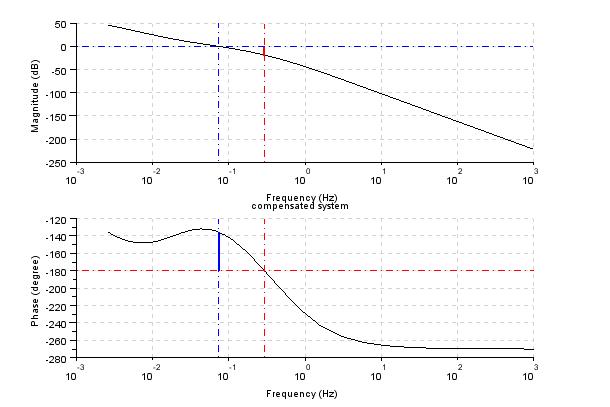 50
0
-50
-100
-150
-200
-250
Magnitude (dB)
10^-3 10^-2 10^-1 10^0 10^1 10^2 10^3
Frequency (Hz)
compensated system
-120
-140
-160
-180
-200
-220
-240
-260
-280
Phase (degree)
10^-3 10^-2 10^-1 10^0 10^1 10^2 10^3
Frequency (Hz)